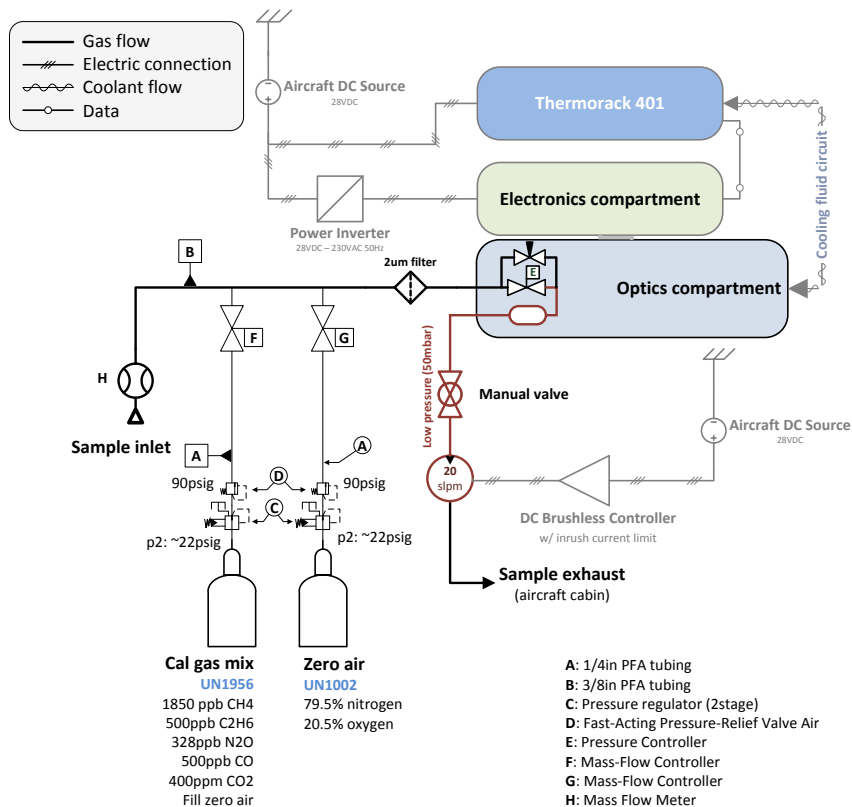 Gas flow
Electric connection
Coolant flow
Data
Aircraft DC Source
28VDC
Thermorack 401
Electronics compartment
Power Inverter
28VDC – 230VAC 50Hz
Cooling fluid circuit
B
2um filter
E
Optics compartment
F
G
H
Low pressure (50mbar)
Manual valve
Sample inlet
A
A
Aircraft DC Source
28VDC
90psig
D
90psig
20
slpm
C
DC Brushless Controller
w/ inrush current limit
p2: ~22psig
p2: ~22psig
Sample exhaust
(aircraft cabin)
Cal gas mix
UN1956
1850 ppb CH4
500ppb C2H6
328ppb N2O
500ppb CO
400ppm CO2
Fill zero air
Zero air
UN1002
79.5% nitrogen
20.5% oxygen
A: 1/4in PFA tubing
B: 3/8in PFA tubing
C: Pressure regulator (2stage)
D: Fast-Acting Pressure-Relief Valve Air
E: Pressure Controller
F: Mass-Flow Controller
G: Mass-Flow Controller
H: Mass Flow Meter